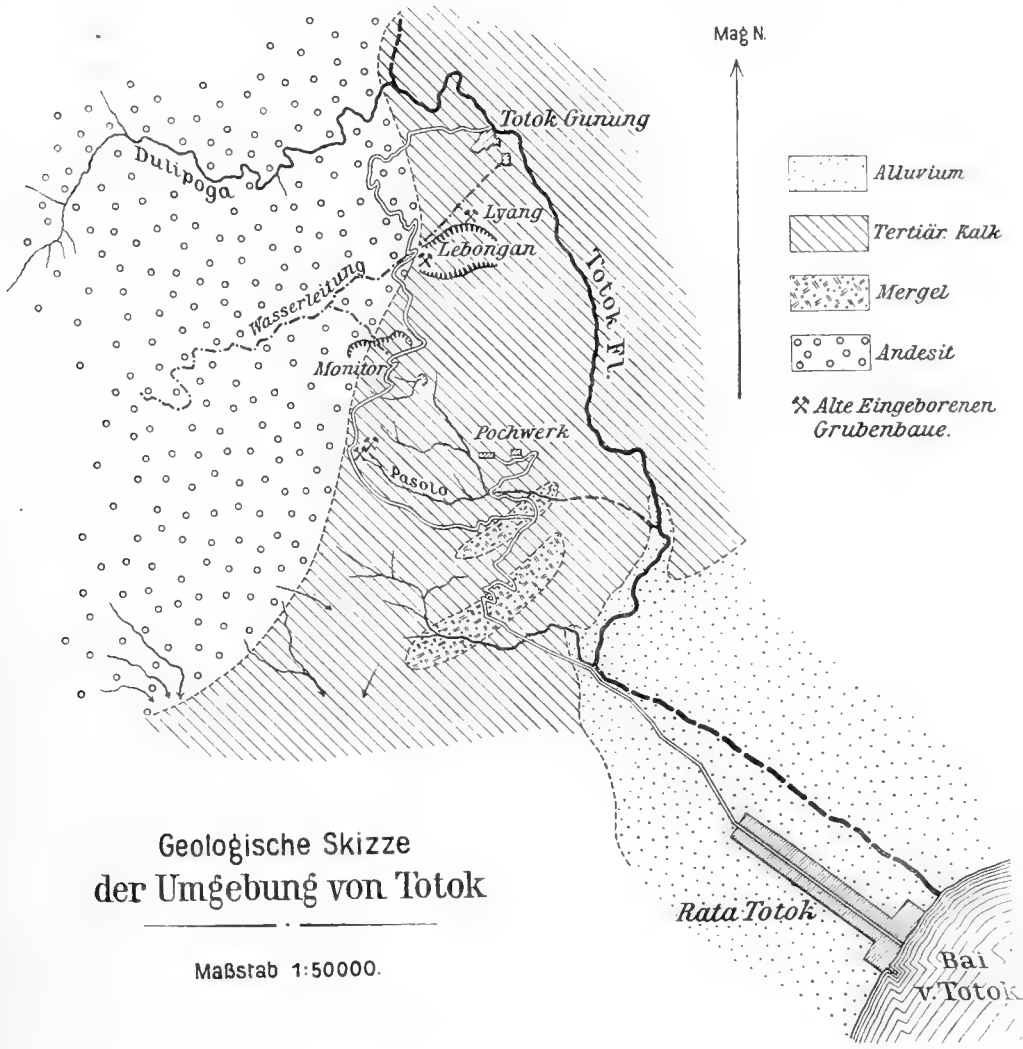 Mag N.
Totok Gunung
Dulipoga
Alluvium
Lyang
Tertiär. Kalk
Lebongan
Totok Fl.
Wasserleitung
Mergel
Monitor
Andesit
Alte Eingeborenen
Grubenbaue.
Pochwerk
Pasolo
Geologische Skizze
der Umgebung von Totok
Maßstab 1:50000.
Rata Totok
Bai
v. Totok